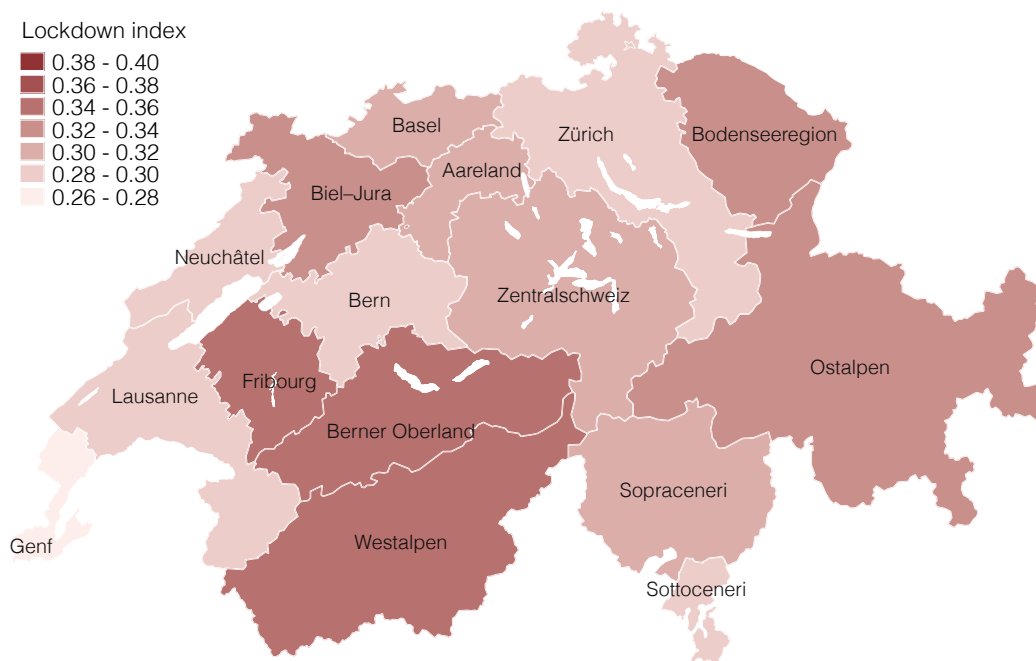 Lockdown index
0.38 - 0.40
0.36 - 0.38
0.34 - 0.36
0.32 - 0.34
0.30 - 0.32
0.28 - 0.30
0.26 - 0.28
Basel
Zürich
Bodenseeregion
Aareland
Biel–Jura
Neuchâtel
Bern
Zentralschweiz
Ostalpen
Fribourg
Lausanne
Berner Oberland
Sopraceneri
Genf
Westalpen
Sottoceneri